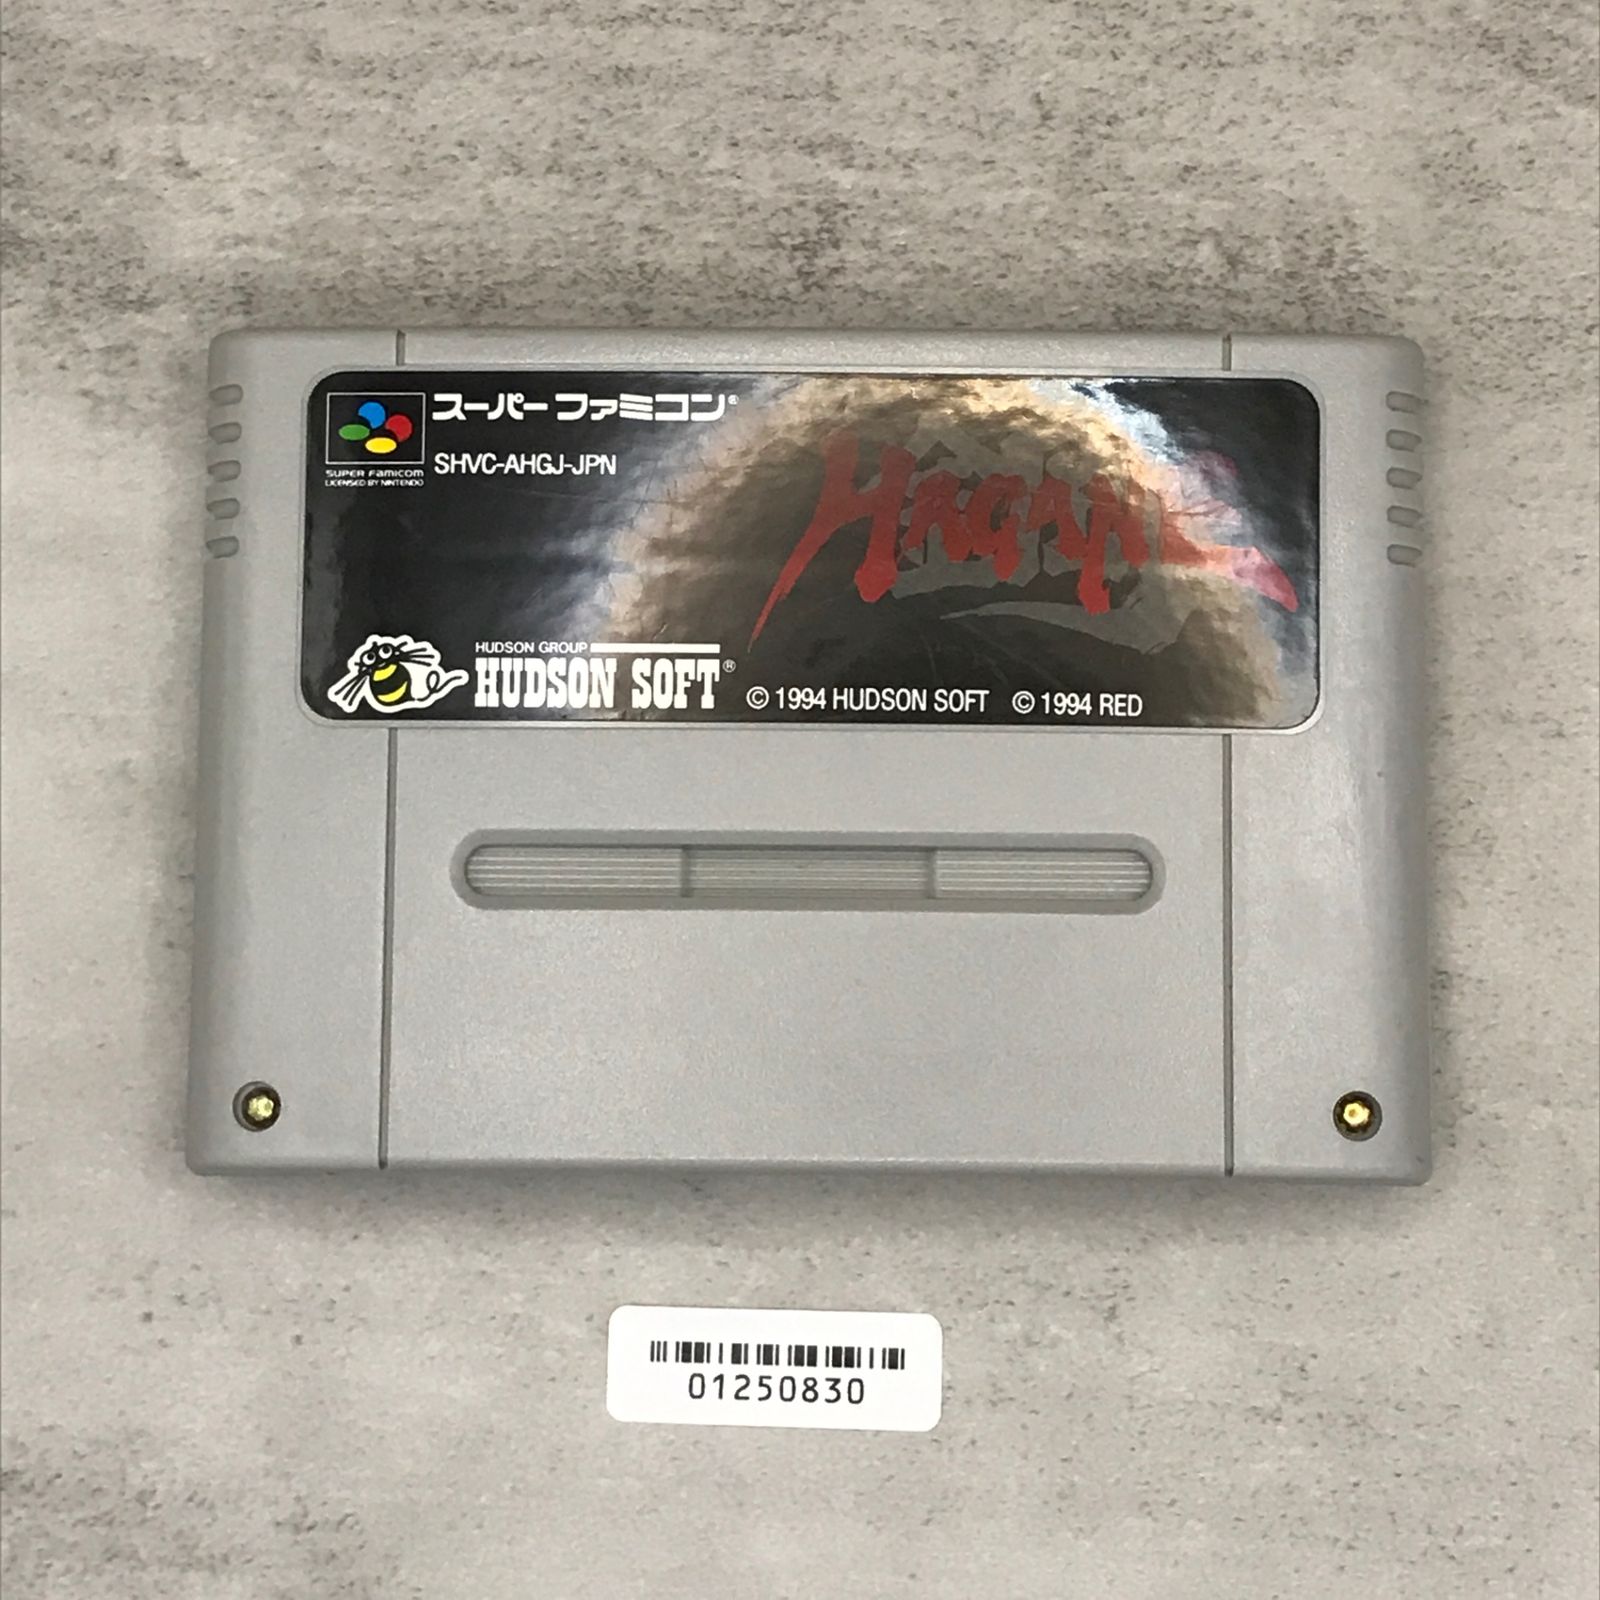 スーパーファミコン®
SHVC-AHGJ-JPN
SUPER Famicom
LICENSED BY NINTENDO
HAGANE
HUDSON GROUP
HUDSON SOFT®
© 1994 HUDSON SOFT © 1994 RED
01250830